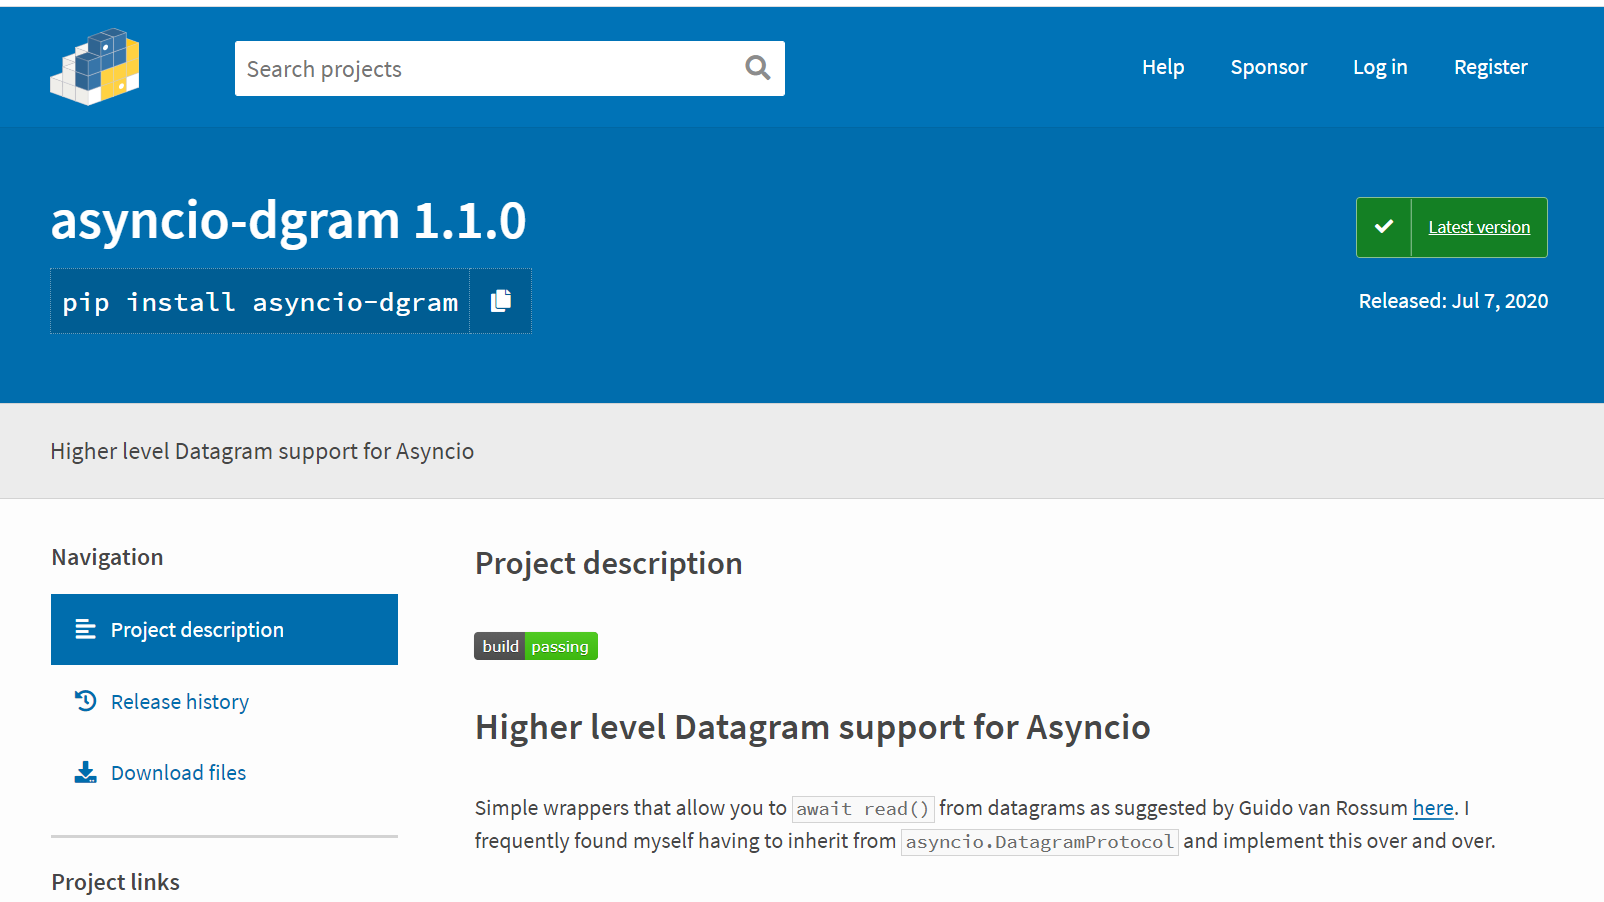 Search projects
Help
Sponsor
Log in
Register
asyncio-dgram 1.1.0
pip install asyncio-dgram
Latest version
Released: Jul 7, 2020
Higher level Datagram support for Asyncio
Navigation
Project description
Release history
Download files
Project links
Project description
build passing
Higher level Datagram support for Asyncio
Simple wrappers that allow you to await read() from datagrams as suggested by Guido van Rossum here. I
frequently found myself having to inherit from asyncio.DatagramProtocol and implement this over and over.